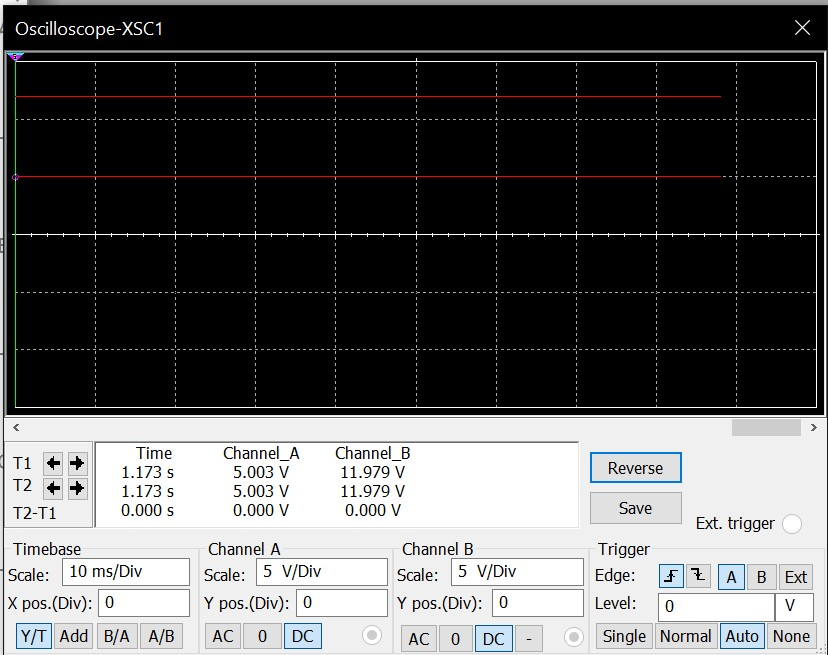 Oscilloscope-XSC1
Time Channel_A Channel_B
T1 1.173 s 5.003 V 11.979 V
T2 1.173 s 5.003 V 11.979 V
T2-T1 0.000 s 0.000 V 0.000 V
Reverse
Save
Ext. trigger
Timebase
Scale: 10 ms/Div
X pos.(Div): 0
Y/T Add B/A A/B
Channel A
Scale: 5 V/Div
Y pos.(Div): 0
AC 0 DC
Channel B
Scale: 5 V/Div
Y pos.(Div): 0
AC 0 DC -
Trigger
Edge: A B Ext
Level: 0 V
Single Normal Auto None